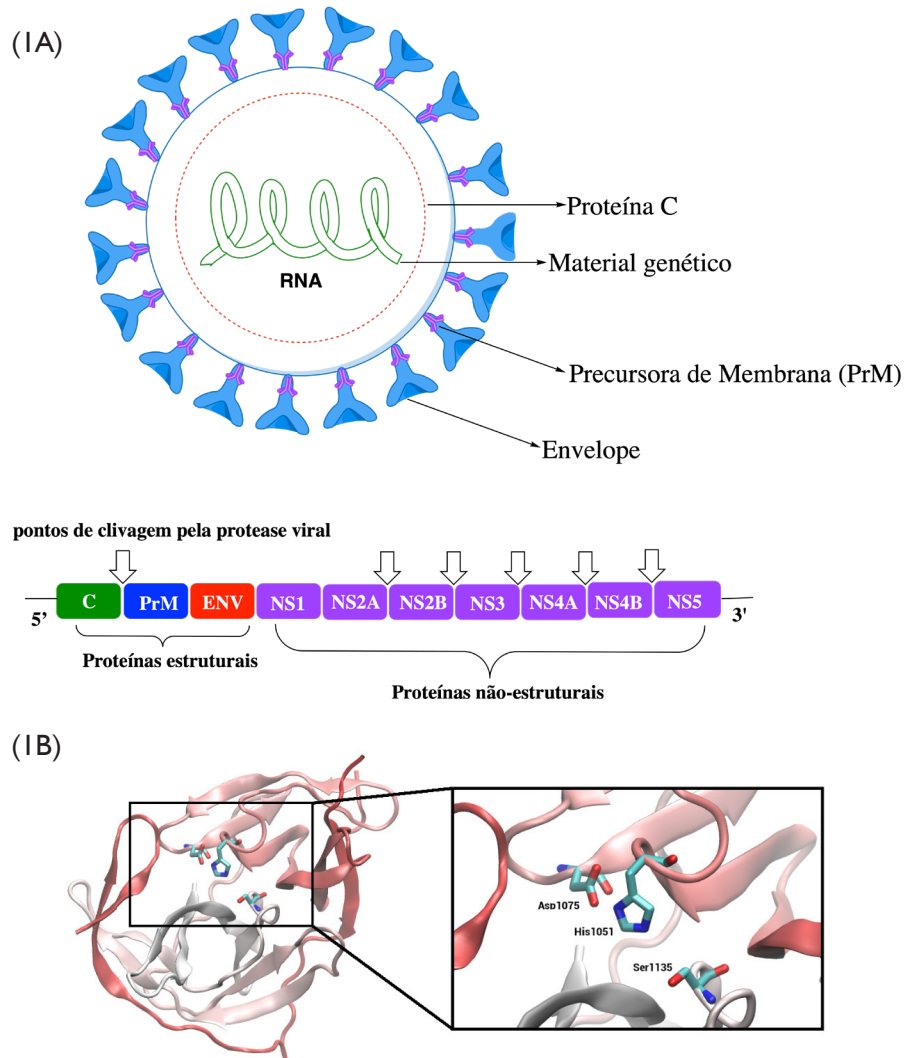 (1A)
Proteína C
Material genético
RNA
Precursora de Membrana (PrM)
Envelope
pontos de clivagem pela protease viral
C PrM ENV NS1 NS2A NS2B NS3 NS4A NS4B NS5
5’ 3'
Proteínas estruturais
Proteínas não-estruturais
(1B)
Asp1075
His1051
Ser1135